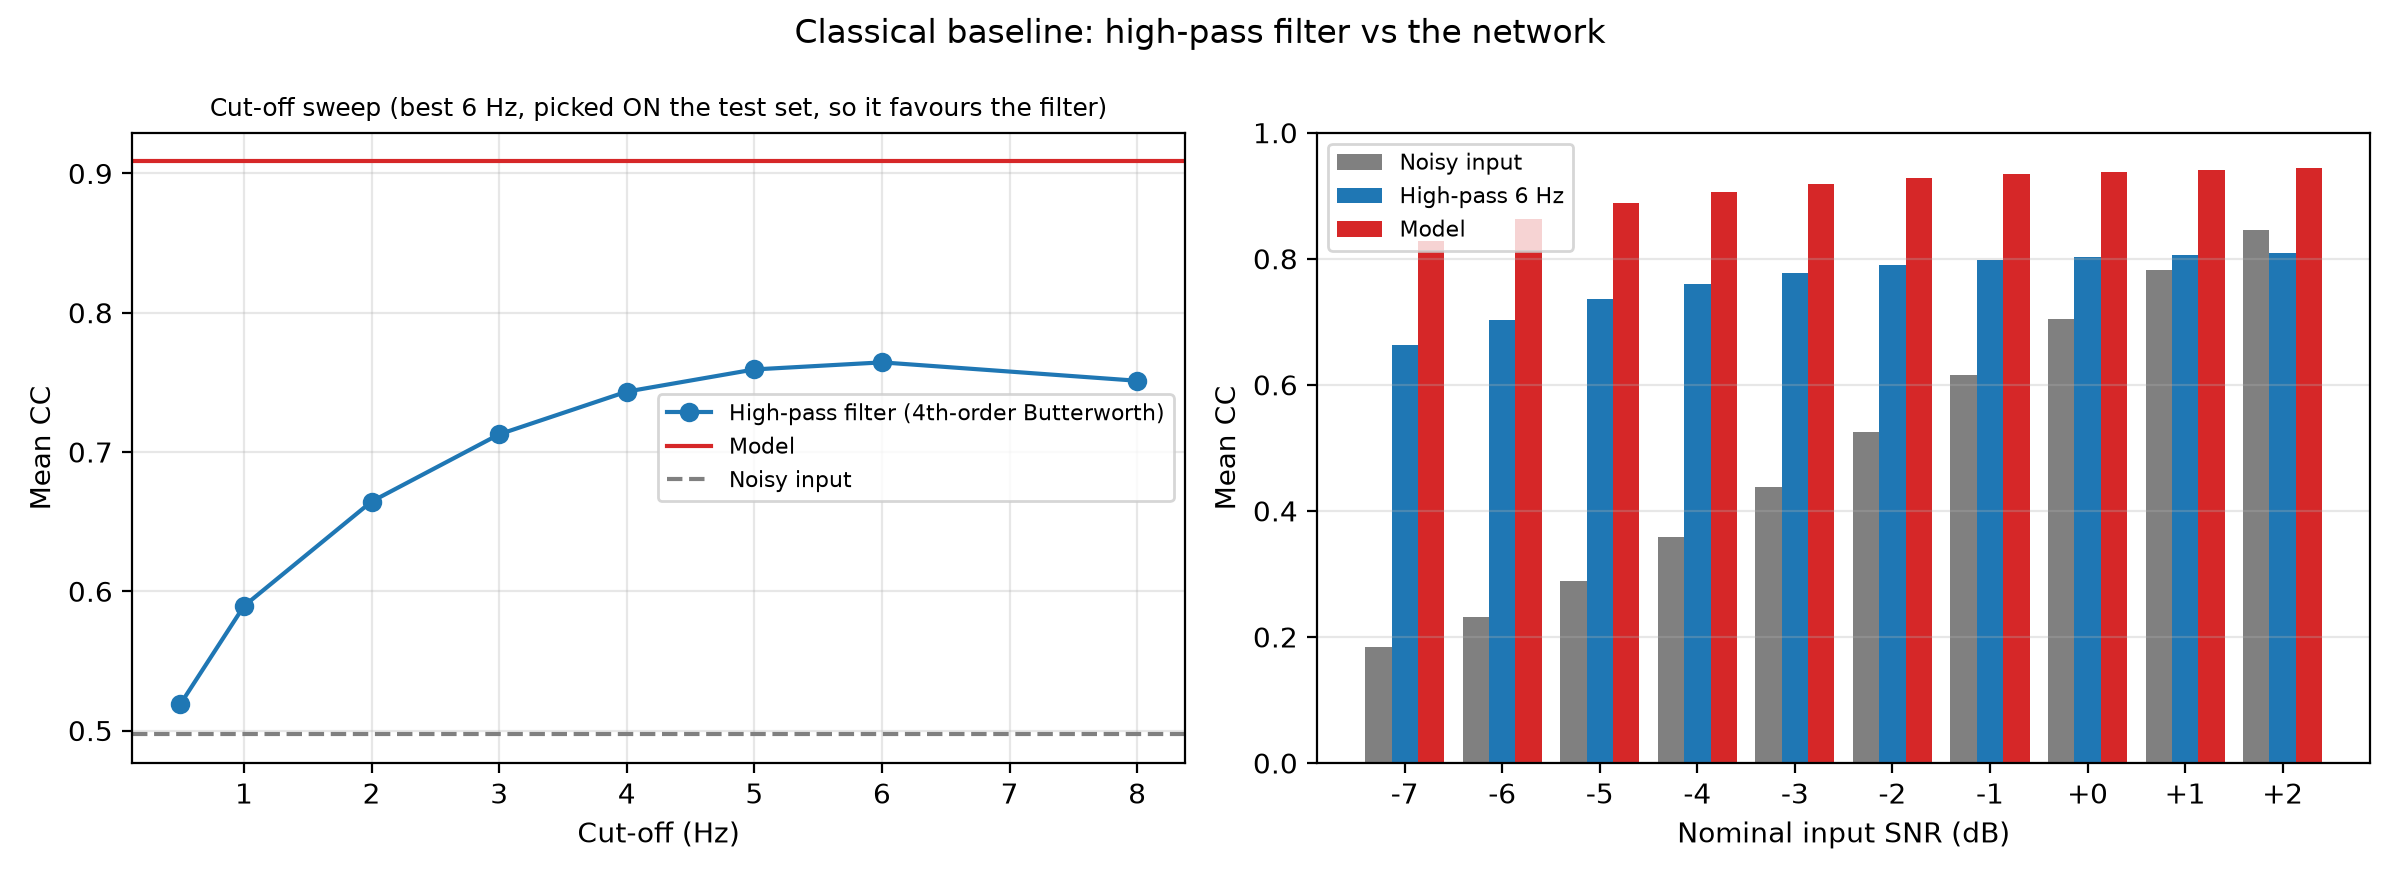 Classical baseline: high-pass filter vs the network
Cut-off sweep (best 6 Hz, picked ON the test set, so it favours the filter)
0.9
0.8
0.7
0.6
0.5
Mean CC
High-pass filter (4th-order Butterworth)
Model
Noisy input
1 2 3 4 5 6 7 8
Cut-off (Hz)
1.0
0.8
0.6
0.4
0.2
0.0
Mean CC
Noisy input
High-pass 6 Hz
Model
-7 -6 -5 -4 -3 -2 -1 +0 +1 +2
Nominal input SNR (dB)